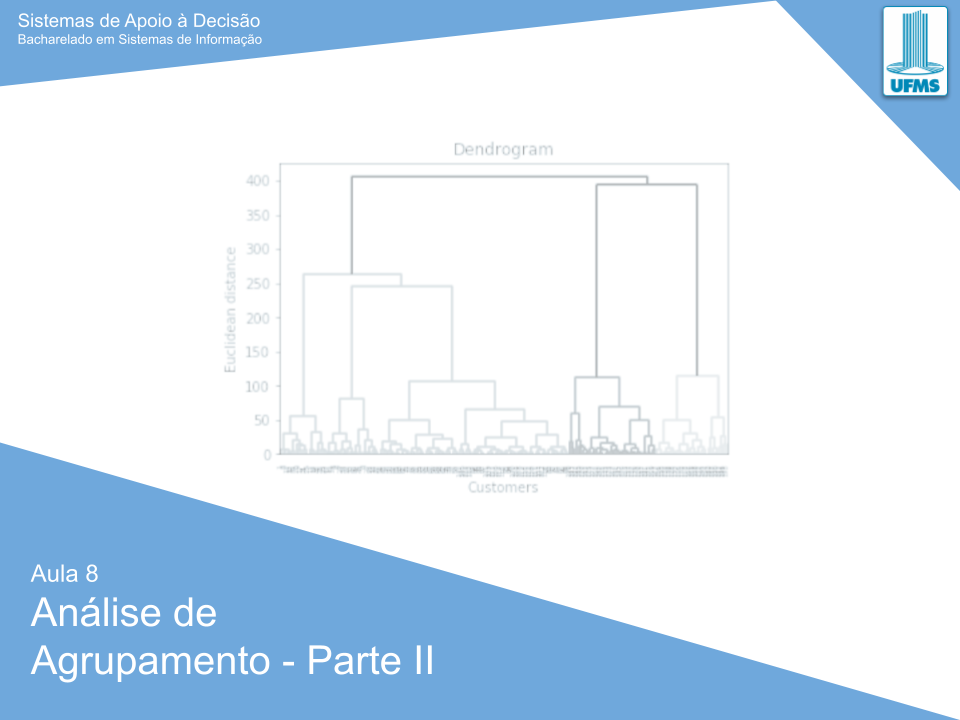 Sistemas de Apoio à Decisão
Bacharelado em Sistemas de Informação
UFMS
Dendrogram
400
350
300
250
200
150
100
50
0
Euclidean distance
Customers
Aula 8
Análise de
Agrupamento - Parte II